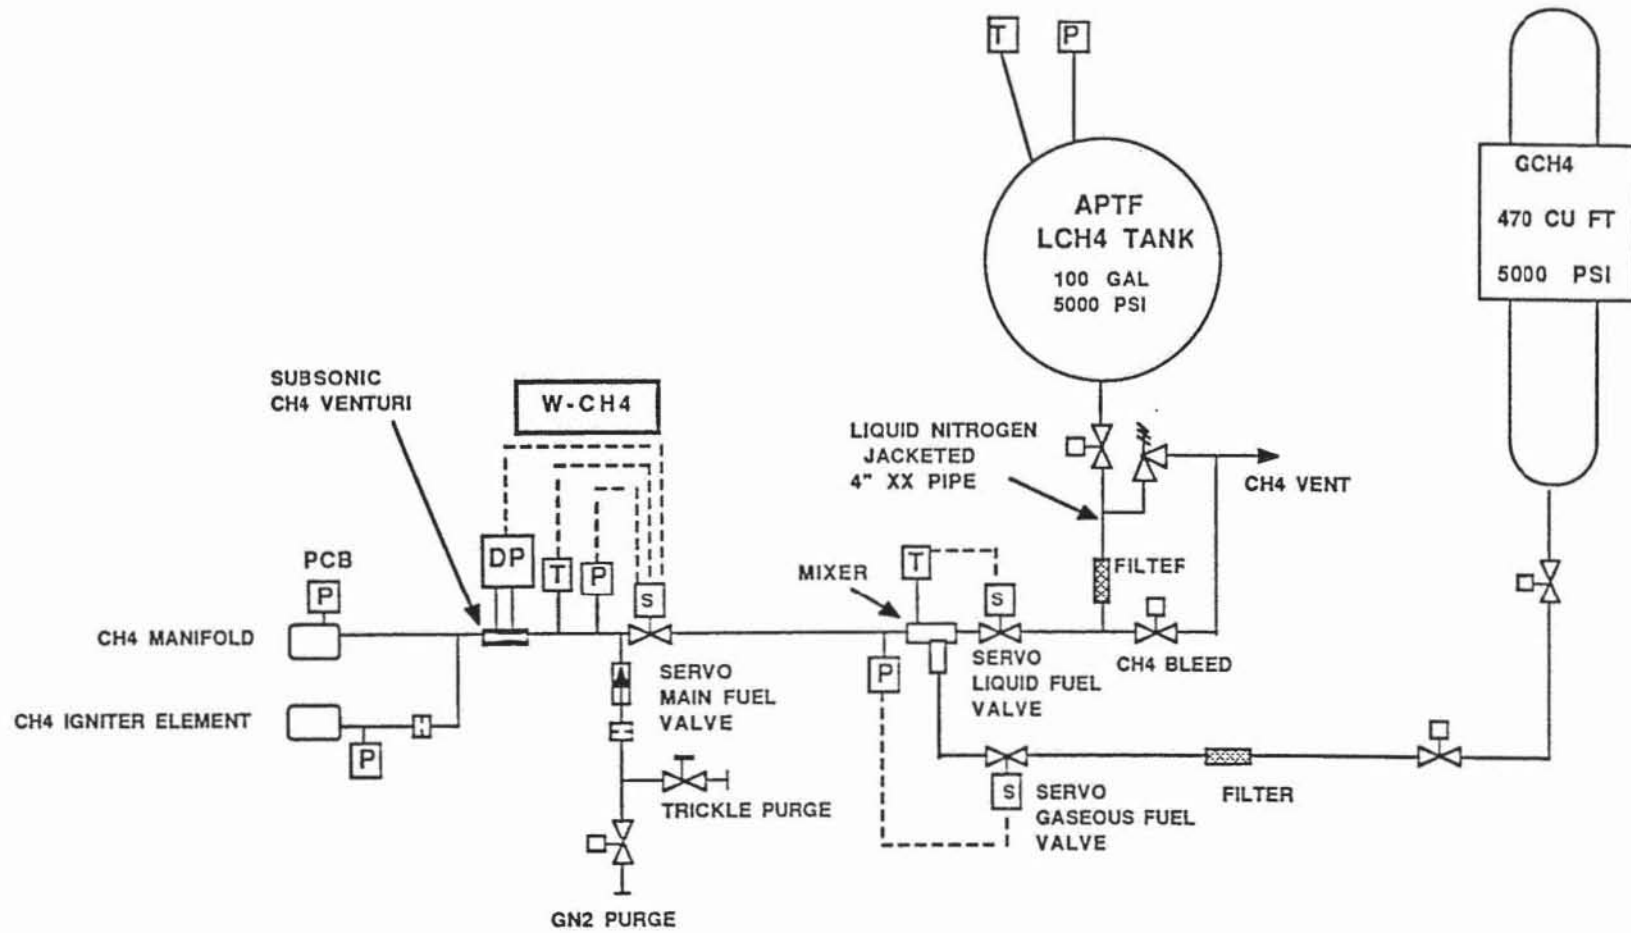 T
P
APTF
LCH4 TANK
100 GAL
5000 PSI
GCH4
470 CU FT
5000 PSI
SUBSONIC
CH4 VENTURI
W-CH4
LIQUID NITROGEN
JACKETED
4" XX PIPE
CH4 VENT
PCB
P
DP
T
P
S
MIXER
T
S
FILTER
CH4 MANIFOLD
P
SERVO
MAIN FUEL
VALVE
SERVO
LIQUID FUEL
VALVE
CH4 BLEED
CH4 IGNITER ELEMENT
P
TRICKLE PURGE
S
SERVO
GASEOUS FUEL
VALVE
FILTER
GN2 PURGE